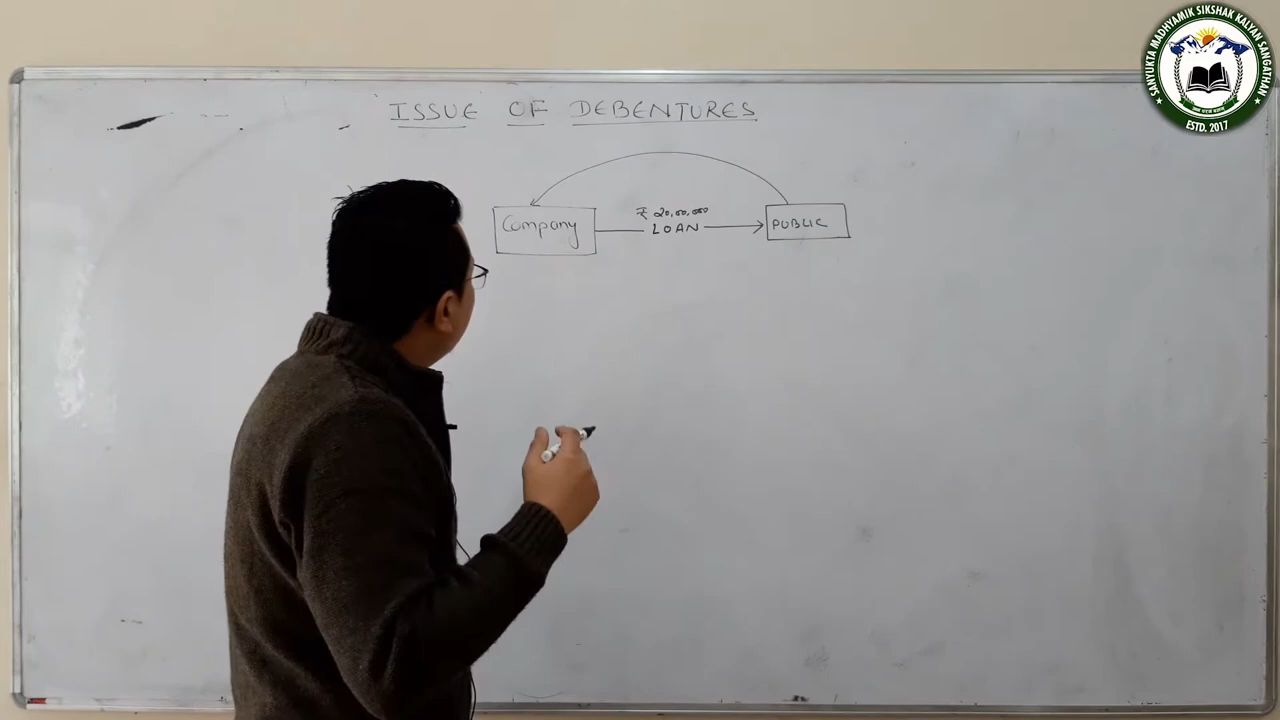 ISSUE OF DEBENTURES
Company
₹ 20,00,000
LOAN
PUBLIC
SANYUKTA MADHYAMIK SIKSHAK KALYAN SANGATHAN
ESTD. 2017